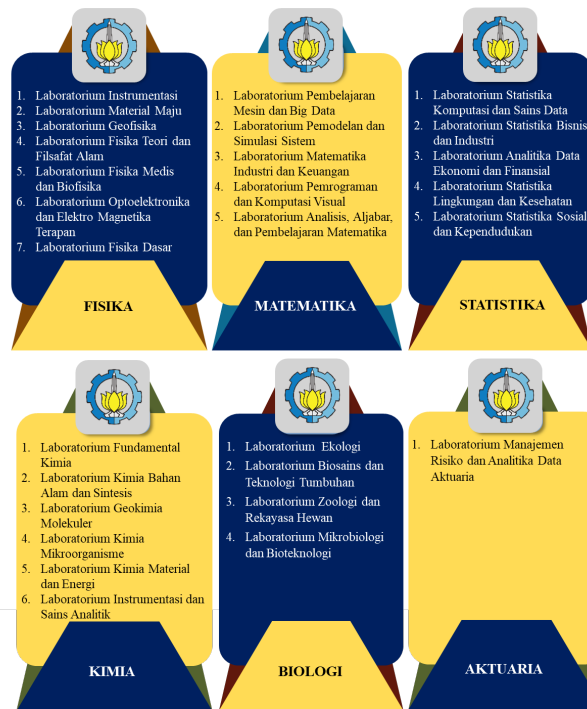 1. Laboratorium Instrumentasi
2. Laboratorium Material Maju
3. Laboratorium Geofisika
4. Laboratorium Fisika Teori dan
Filsafat Alam
5. Laboratorium Fisika Medis
dan Biofisika
6. Laboratorium Optoelektronika
dan Elektro Magnetika
Terapan
7. Laboratorium Fisika Dasar
FISIKA
1. Laboratorium Pembelajaran
Mesin dan Big Data
2. Laboratorium Pemodelan dan
Simulasi Sistem
3. Laboratorium Matematika
Industri dan Keuangan
4. Laboratorium Pemrograman
dan Komputasi Visual
5. Laboratorium Analisis, Aljabar,
dan Pembelajaran Matematika
MATEMATIKA
1. Laboratorium Statistika
Komputasi dan Sains Data
2. Laboratorium Statistika Bisnis
dan Industri
3. Laboratorium Analitika Data
Ekonomi dan Finansial
4. Laboratorium Statistika
Lingkungan dan Kesehatan
5. Laboratorium Statistika Sosial
dan Kependudukan
STATISTIKA
1. Laboratorium Fundamental
Kimia
2. Laboratorium Kimia Bahan
Alam dan Sintesis
3. Laboratorium Geokimia
Molekuler
4. Laboratorium Kimia
Mikroorganisme
5. Laboratorium Kimia Material
dan Energi
6. Laboratorium Instrumentasi dan
Sains Analitik
KIMIA
1. Laboratorium Ekologi
2. Laboratorium Biosains dan
Teknologi Tumbuhan
3. Laboratorium Zoologi dan
Rekayasa Hewan
4. Laboratorium Mikrobiologi
dan Bioteknologi
BIOLOGI
1. Laboratorium Manajemen
Risiko dan Analitika Data
Aktuaria
AKTUARIA